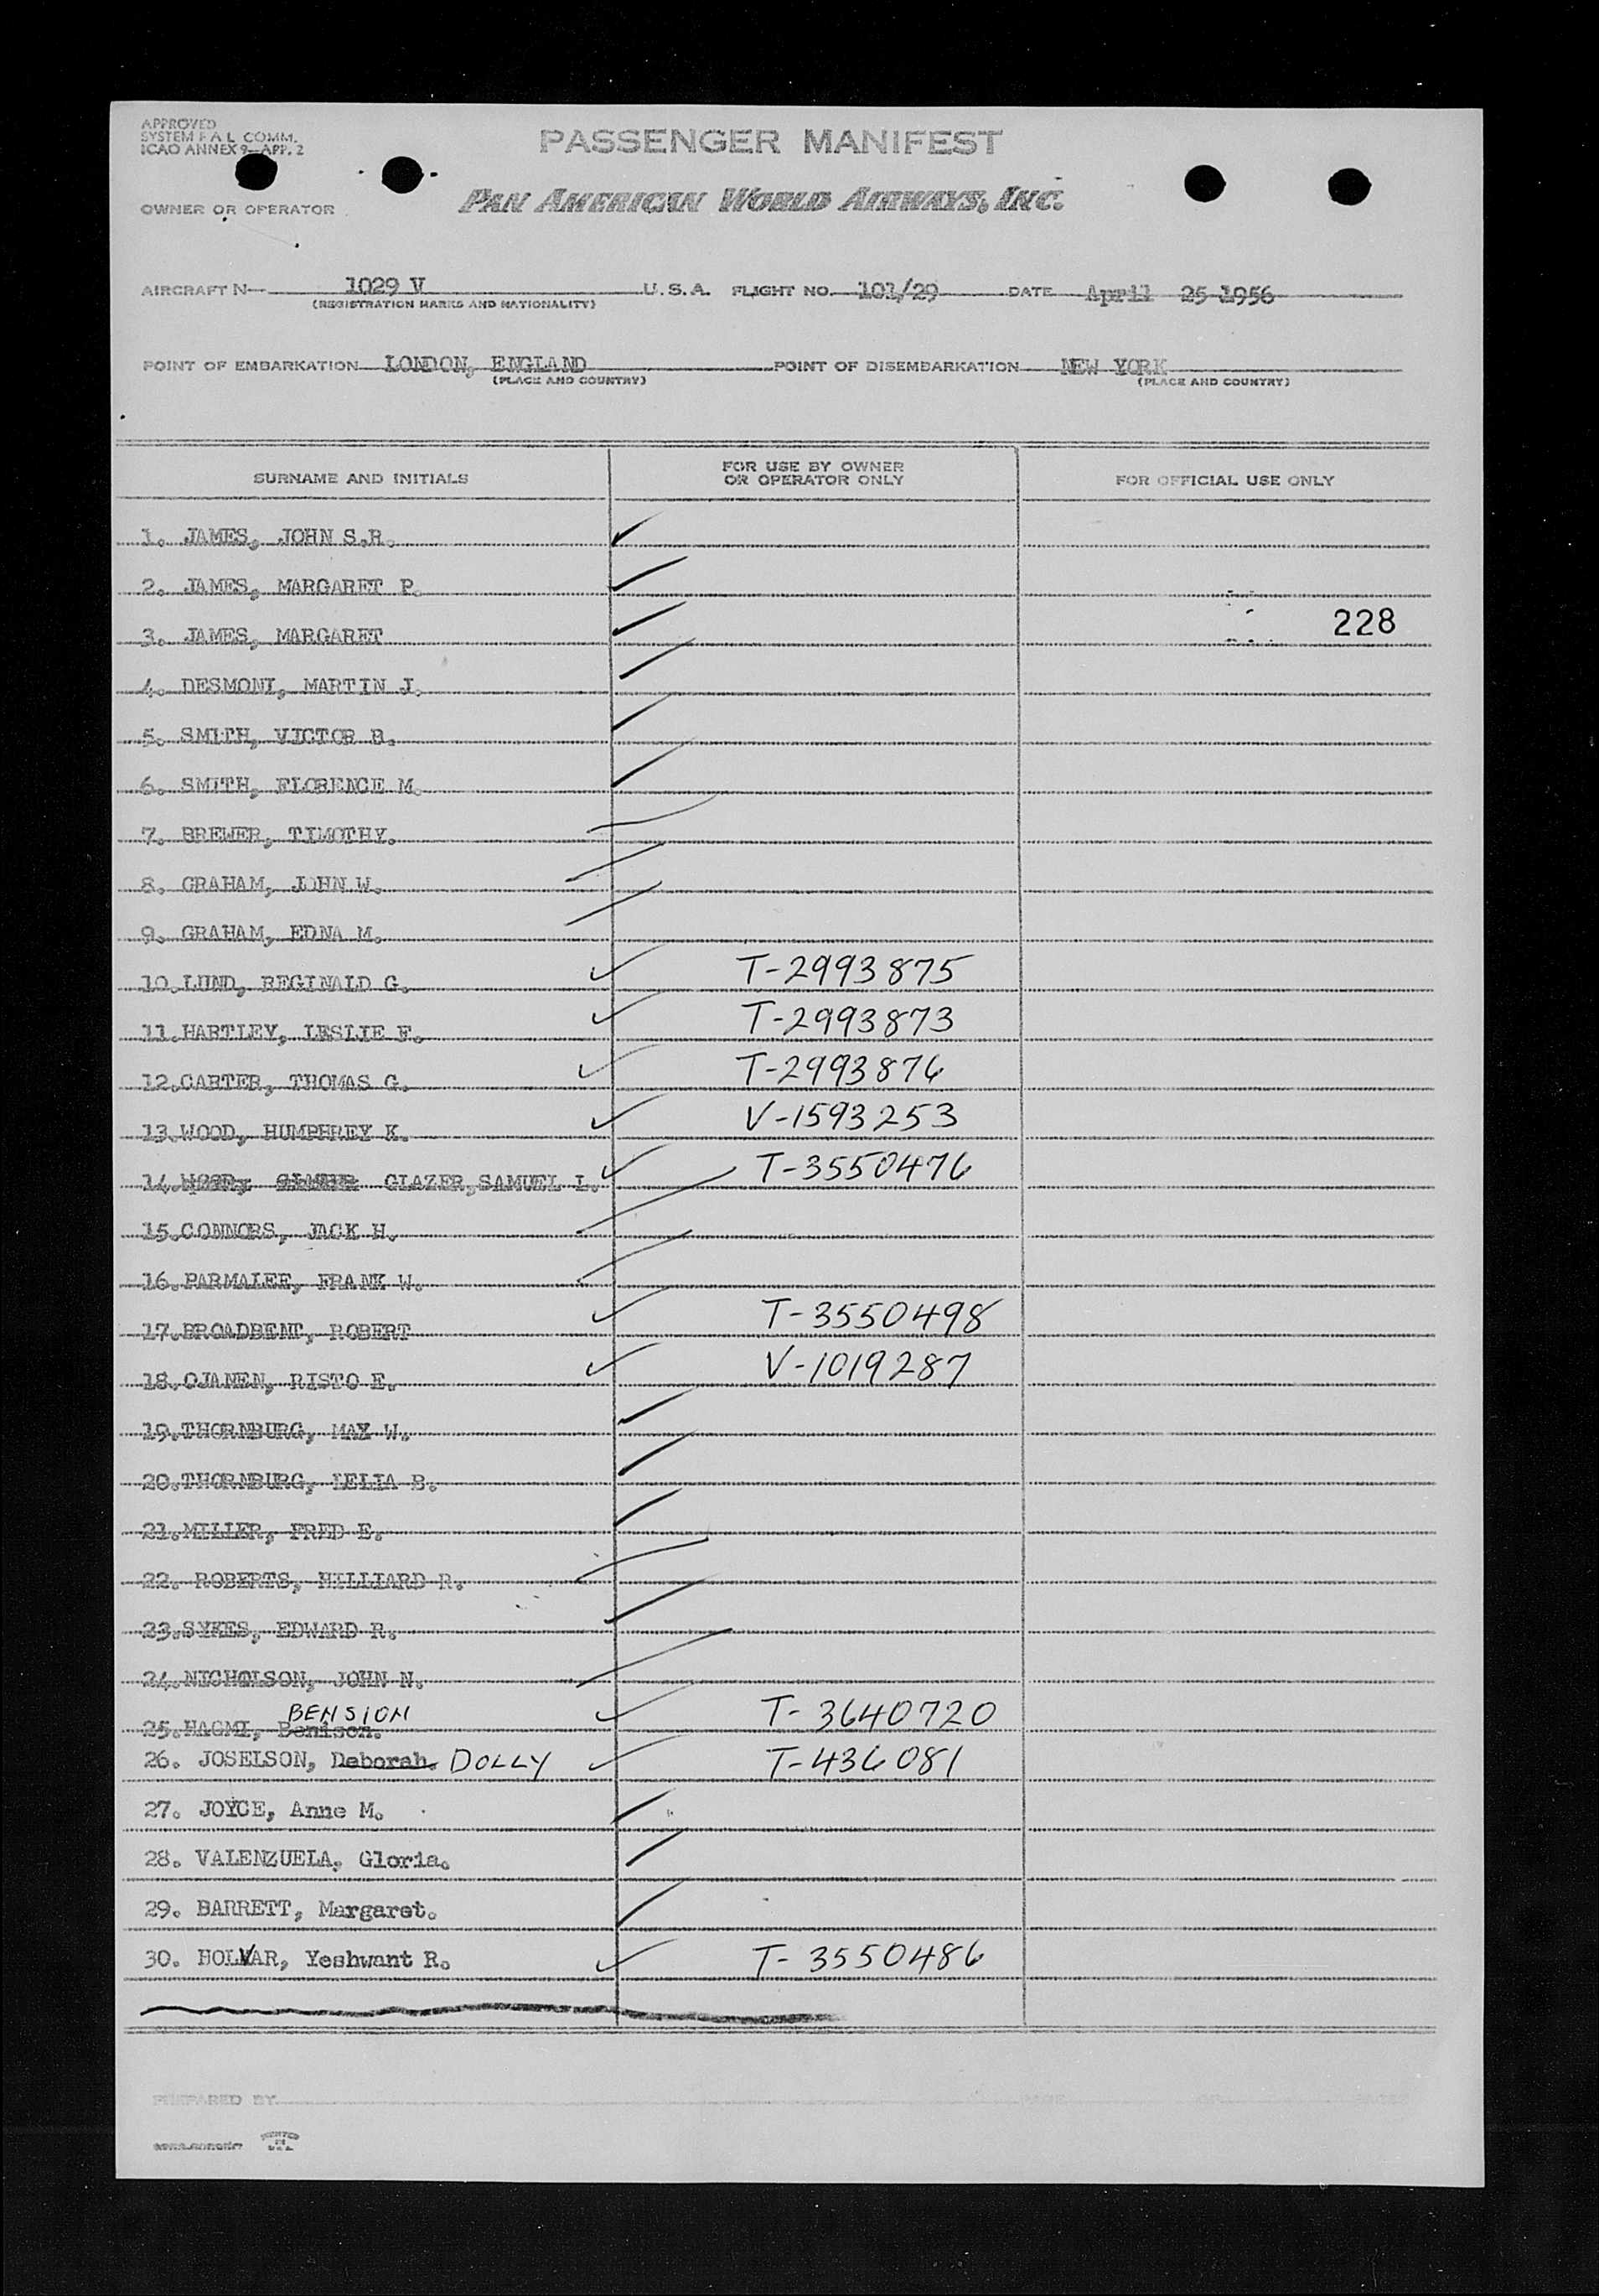 APPROVED
SYSTEM F A L COMM.
ICAO ANNEX 9—APP. 2
PASSENGER MANIFEST
OWNER OR OPERATOR
PAN AMERICAN WORLD AIRWAYS, INC.
AIRCRAFT N— 1029 V U.S.A. FLIGHT NO. 101/29 DATE April 25 1956
(REGISTRATION MARKS AND NATIONALITY)
POINT OF EMBARKATION LONDON, ENGLAND POINT OF DISEMBARKATION NEW YORK
(PLACE AND COUNTRY) (PLACE AND COUNTRY)
SURNAME AND INITIALS FOR USE BY OWNER OR OPERATOR ONLY FOR OFFICIAL USE ONLY
1. JAMES, JOHN S.R.
2. JAMES, MARGARET P.
3. JAMES, MARGARET 228
4. DESMONI, MARTIN J.
5. SMITH, VICTOR B.
6. SMITH, FLORENCE M.
7. BREWER, TIMOTHY.
8. GRAHAM, JOHN W.
9. GRAHAM, EDNA M.
10. LUND, REGINALD G. T-2993875
11. HARTLEY, LESLIE F. T-2993873
12. CARTER, THOMAS G. T-2993876
13. WOOD, HUMPHREY K. V-1593253
14. GLAZER, SAMUEL L. T-3550476
15. CONNORS, JACK H.
16. PARMALEE, FRANK W.
17. BROADBENT, ROBERT T-3550498
18. OJANEN, RISTO E. V-1019287
19. THORNBURG, MAX W.
20. THORNBURG, LELIA B.
21. MILLER, FRED E.
22. ROBERTS, HILLIARD R.
23. SYKES, EDWARD R.
24. NICHOLSON, JOHN N.
BENSION
25. NAOMI, Benison. T-3640720
26. JOSELSON, Deborah. DOLLY T-436081
27. JOYCE, Anne M.
28. VALENZUELA, Gloria.
29. BARRETT, Margaret.
30. HOLVAR, Yeshwant R. T-3550486
PREPARED BY
PRINTED
IN
U.S.A.